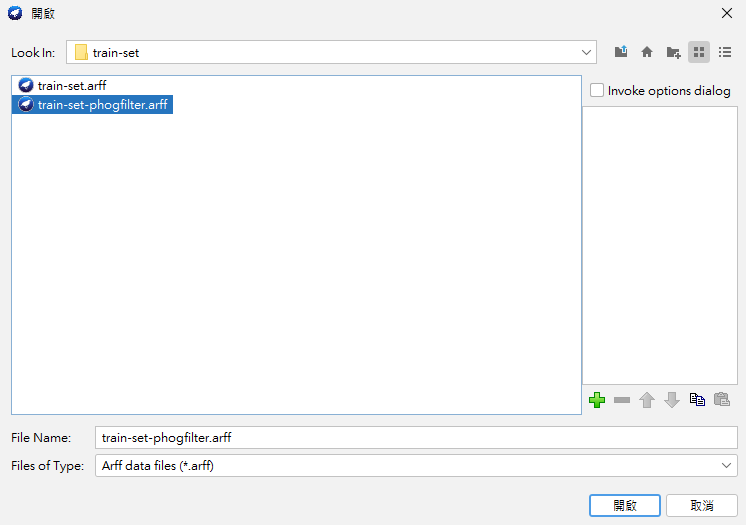 開啟
Look In: train-set
train-set.arff
train-set-phogfilter.arff
Invoke options dialog
File Name: train-set-phogfilter.arff
Files of Type: Arff data files (*.arff)
開啟 取消